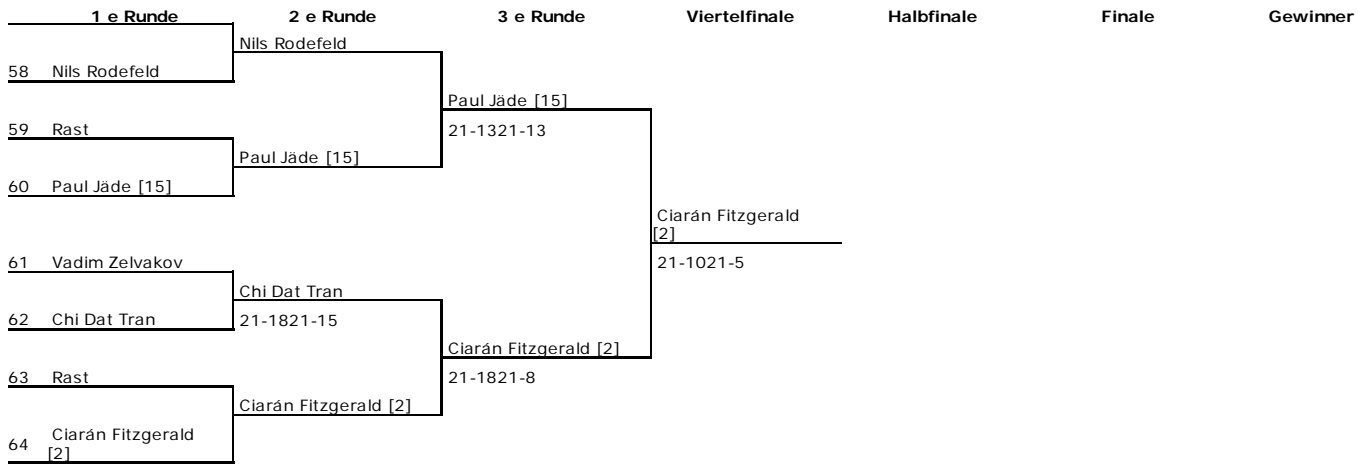 1 e Runde 2 e Runde 3 e Runde Viertelfinale Halbfinale Finale Gewinner
Nils Rodefeld
58 Nils Rodefeld
Paul Jäde [15]
59 Rast 21-1321-13
Paul Jäde [15]
60 Paul Jäde [15]
Ciarán Fitzgerald
[2]
61 Vadim Zelvakov 21-1021-5
Chi Dat Tran
62 Chi Dat Tran 21-1821-15
Ciarán Fitzgerald [2]
63 Rast 21-1821-8
Ciarán Fitzgerald [2]
64 Ciarán Fitzgerald
[2]